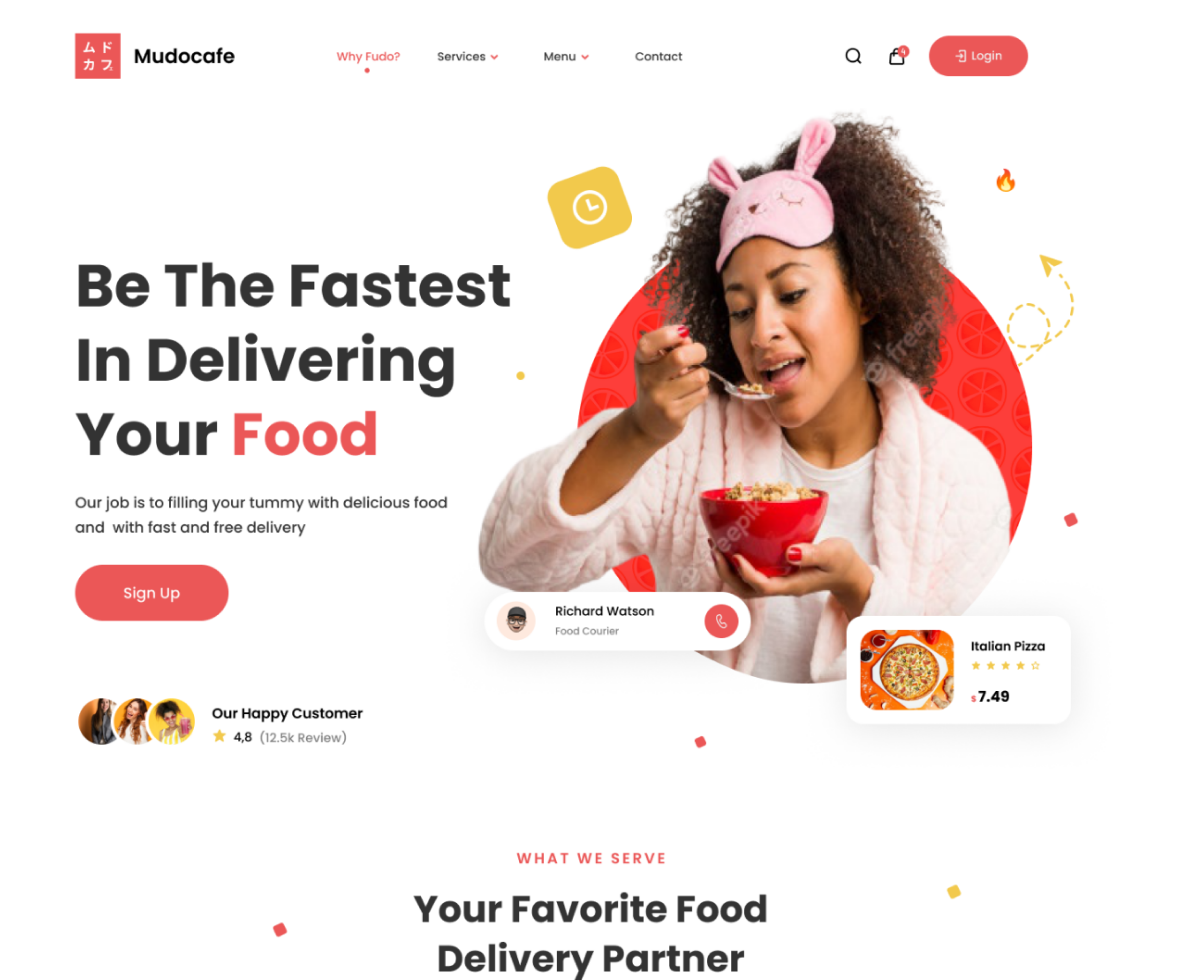 ムド
カフェ
Mudocafe
Why Fudo?
Services
Menu
Contact
4
Login
Be The Fastest
In Delivering
Your Food
Our job is to filling your tummy with delicious food
and with fast and free delivery
Sign Up
Richard Watson
Food Courier
Italian Pizza
$ 7.49
Our Happy Customer
4,8 (12.5k Review)
freepik
freepik
WHAT WE SERVE
Your Favorite Food
Delivery Partner